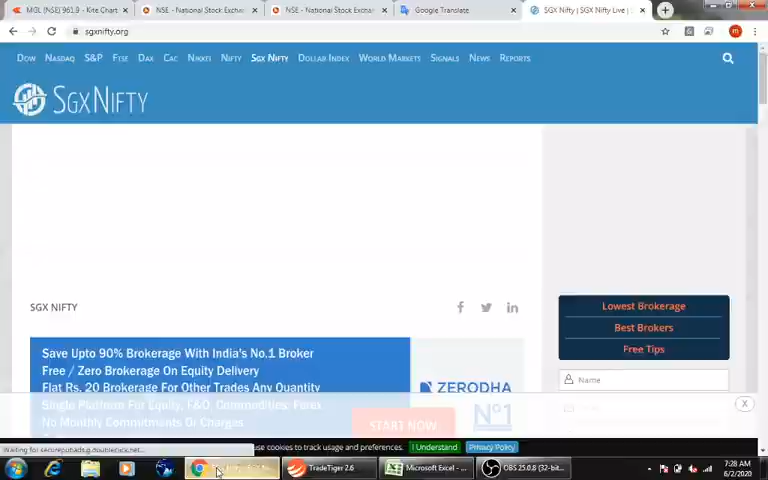 MGL (NSE) 961.9 - Kite Chart
NSE - National Stock Exchan
NSE - National Stock Exchan
Google Translate
SGX Nifty | SGX Nifty Live |
sgxnifty.org
Dow Nasdaq S&P Ftse Dax Cac Nikkei Nifty Sgx Nifty Dollar Index World Markets Signals News Reports
SGXNIFTY
SGX NIFTY
Lowest Brokerage
Best Brokers
Free Tips
Name
Save Upto 90% Brokerage With India's No.1 Broker
Free / Zero Brokerage On Equity Delivery
Flat Rs. 20 Brokerage For Other Trades Any Quantity
Single Platform For Equity, F&O, Commodities, Forex
No Monthly Commitments Or Charges
ZERODHA
Nº1
START NOW
X
use cookies to track usage and preferences.
I Understand
Privacy Policy
Waiting for securepubads.g.doubleclick.net...
TradeTiger 2.6
Microsoft Excel - ...
OBS 25.0.8 (32-bit...
7:28 AM
6/2/2020